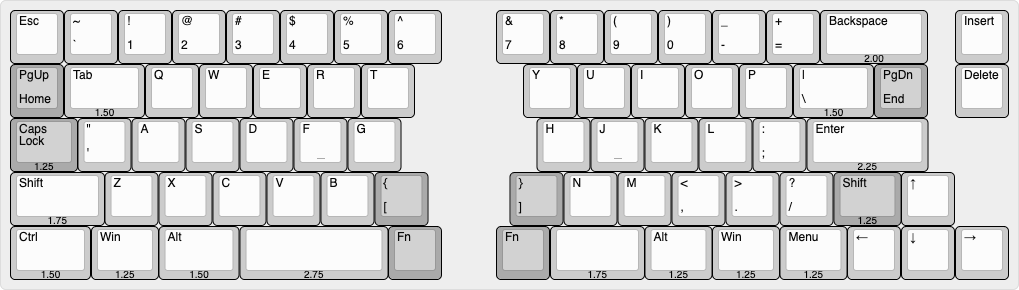 Esc ~ ! @ # $ % ^ & * ( ) _ + Backspace Insert
` 1 2 3 4 5 6 7 8 9 0 - =
2.00
PgUp Tab Q W E R T Y U I O P | PgDn Delete
Home \ End
1.50 1.50
Caps " A S D F G H J K L : Enter
Lock ' _ _ ;
1.25 2.25
Shift Z X C V B { } N M < > ? Shift ↑
[ ] , . /
1.75 1.25
Ctrl Win Alt Fn Fn Alt Win Menu ← ↓ →
1.50 1.25 1.50 2.75 1.75 1.25 1.25 1.25